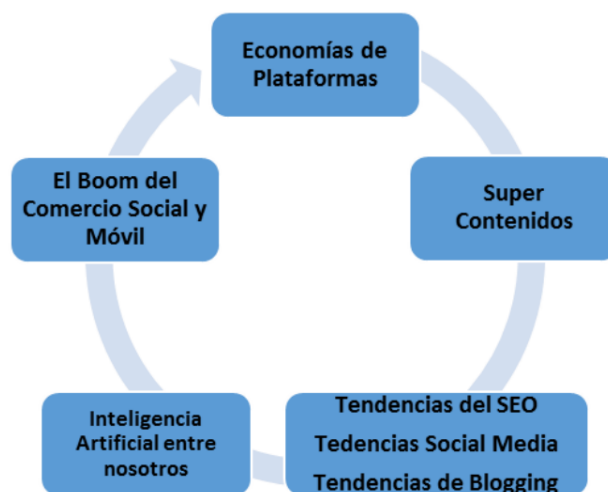 Economías de
Plataformas
Super
Contenidos
Tendencias del SEO
Tedencias Social Media
Tendencias de Blogging
Inteligencia
Artificial entre
nosotros
El Boom del
Comercio Social y
Móvil